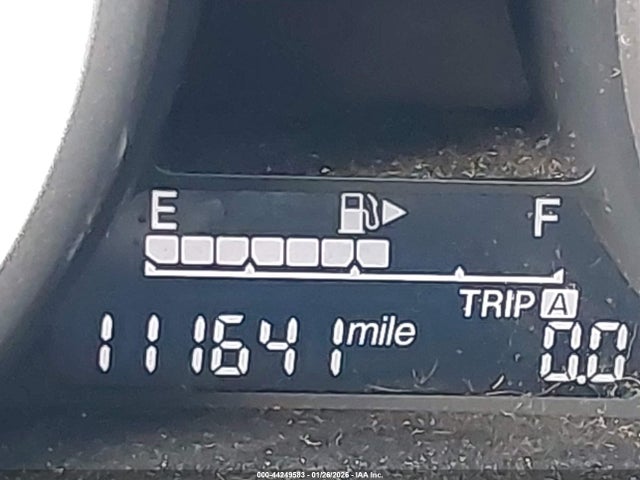 E F
TRIP A
111641 mile 0.0
000-44249583 - 01/26/2026 - IAA Inc.